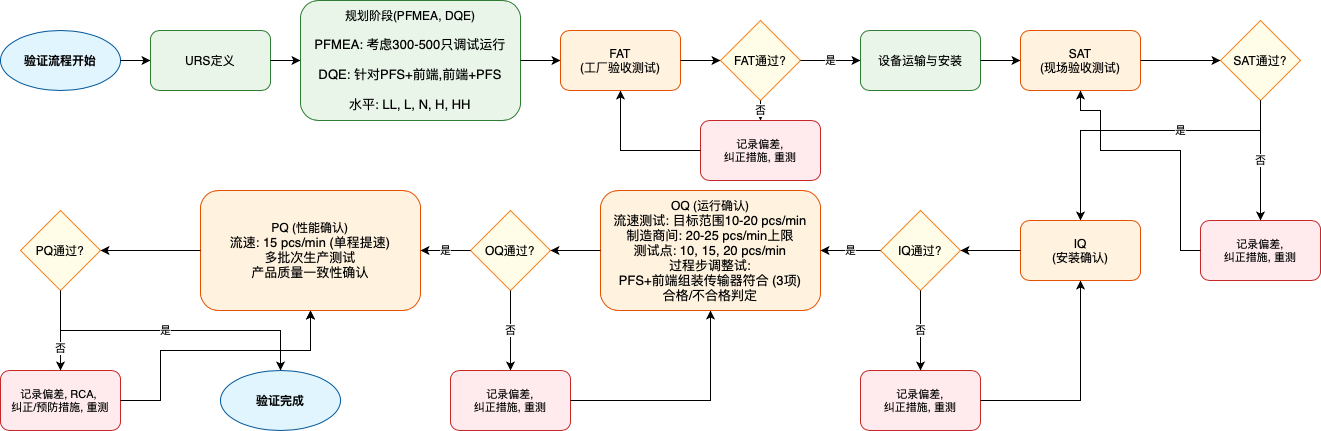 验证流程开始
URS定义
规划阶段(PFMEA, DQE)
PFMEA: 考虑300-500只调试运行
DQE: 针对PFS+前端,前端+PFS
水平: LL, L, N, H, HH
FAT
(工厂验收测试)
FAT通过?
是
否
记录偏差,
纠正措施, 重测
设备运输与安装
SAT
(现场验收测试)
SAT通过?
是
否
记录偏差,
纠正措施, 重测
IQ
(安装确认)
IQ通过?
是
否
记录偏差,
纠正措施, 重测
OQ (运行确认)
流速测试: 目标范围10-20 pcs/min
制造商间: 20-25 pcs/min上限
测试点: 10, 15, 20 pcs/min
过程步调整试:
PFS+前端组装传输器符合 (3项)
合格/不合格判定
OQ通过?
是
否
记录偏差,
纠正措施, 重测
PQ (性能确认)
流速: 15 pcs/min (单程提速)
多批次生产测试
产品质量一致性确认
PQ通过?
是
否
记录偏差, RCA,
纠正/预防措施, 重测
验证完成